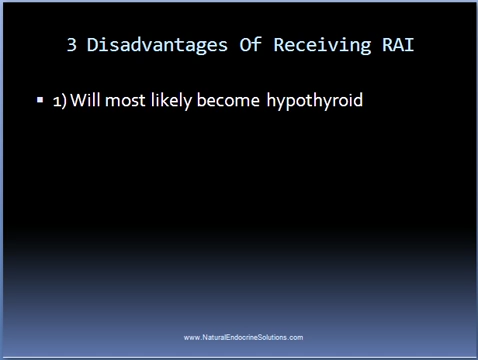 3 Disadvantages Of Receiving RAI
▪ 1) Will most likely become hypothyroid
www.NaturalEndocrineSolutions.com